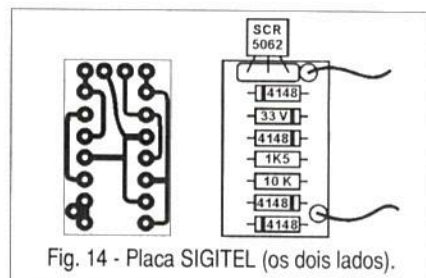 SCR
5062
4148
33 V
4148
1K5
10 K
4148
4148
Fig. 14 - Placa SIGITEL (os dois lados).